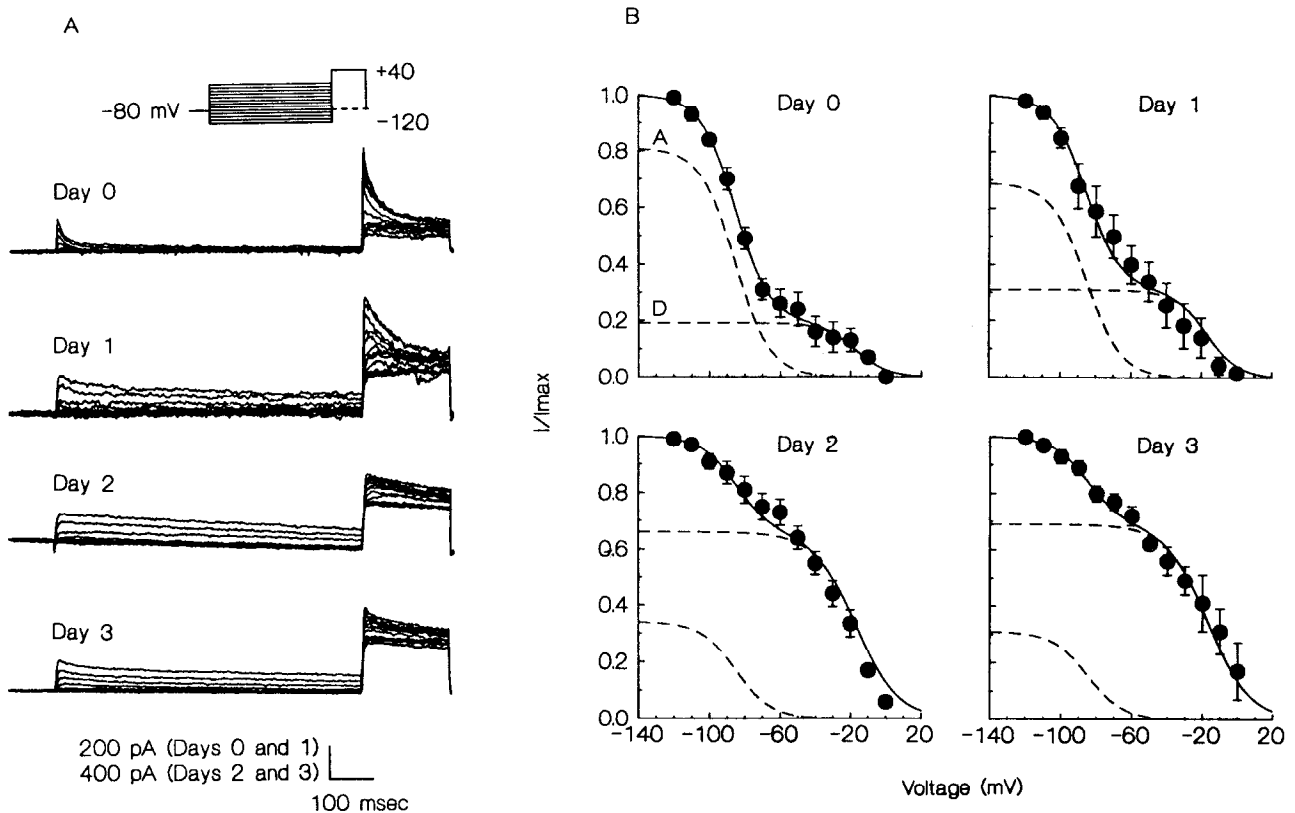 A
+40
−80 mV
−120
Day 0
Day 1
Day 2
Day 3
200 pA (Days 0 and 1)
400 pA (Days 2 and 3)
100 msec
B
I/Imax
Day 0
1.0
0.8
0.6
0.4
0.2
0.0
A
D
Day 1
Day 2
1.0
0.8
0.6
0.4
0.2
0.0
−140 −100 −60 −20 20
Day 3
−140 −100 −60 −20 20
Voltage (mV)